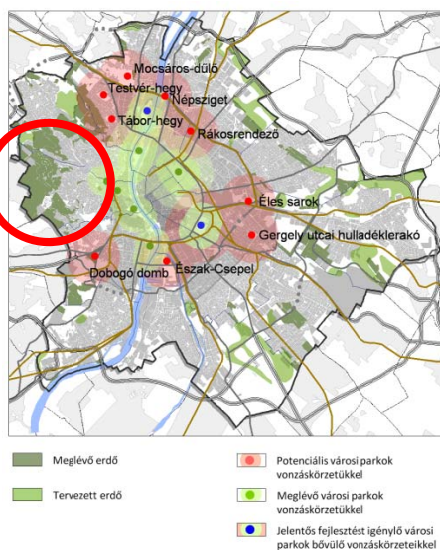 Mocsáros-dűlő
Testvér-hegy
Népsziget
Tábor-hegy
Rákosrendező
Éles sarok
Gergely utcai hulladéklerakó
Dobogó domb
Észak-Csepel
Meglévő erdő
Tervezett erdő
Potenciális városi parkok
vonzáskörzetükkel
Meglévő városi parkok
vonzáskörzetükkel
Jelentős fejlesztést igénylő városi
parkok bővülő vonzáskörzeteikkel